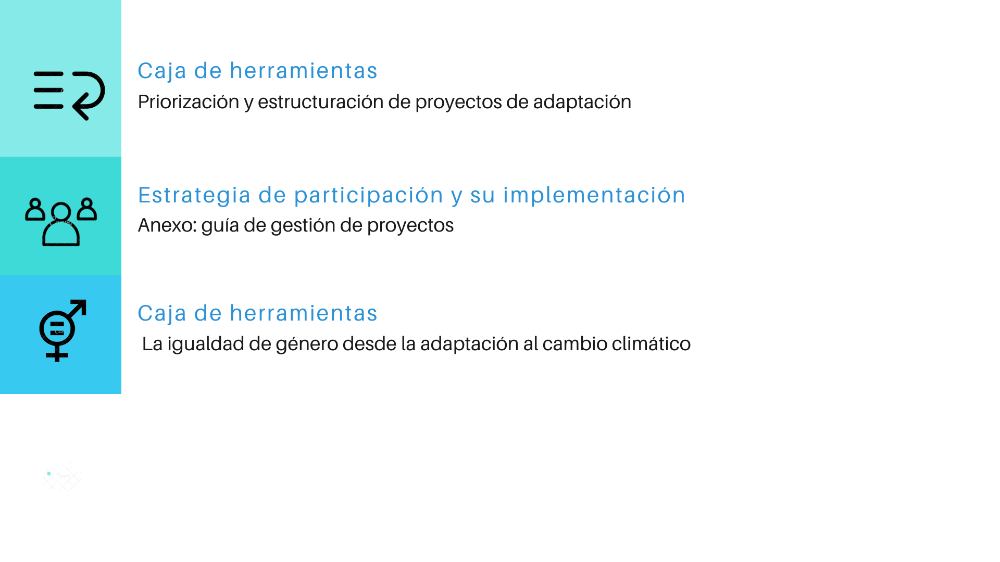 Caja de herramientas
Priorización y estructuración de proyectos de adaptación
Estrategia de participación y su implementación
Anexo: guía de gestión de proyectos
Caja de herramientas
La igualdad de género desde la adaptación al cambio climático